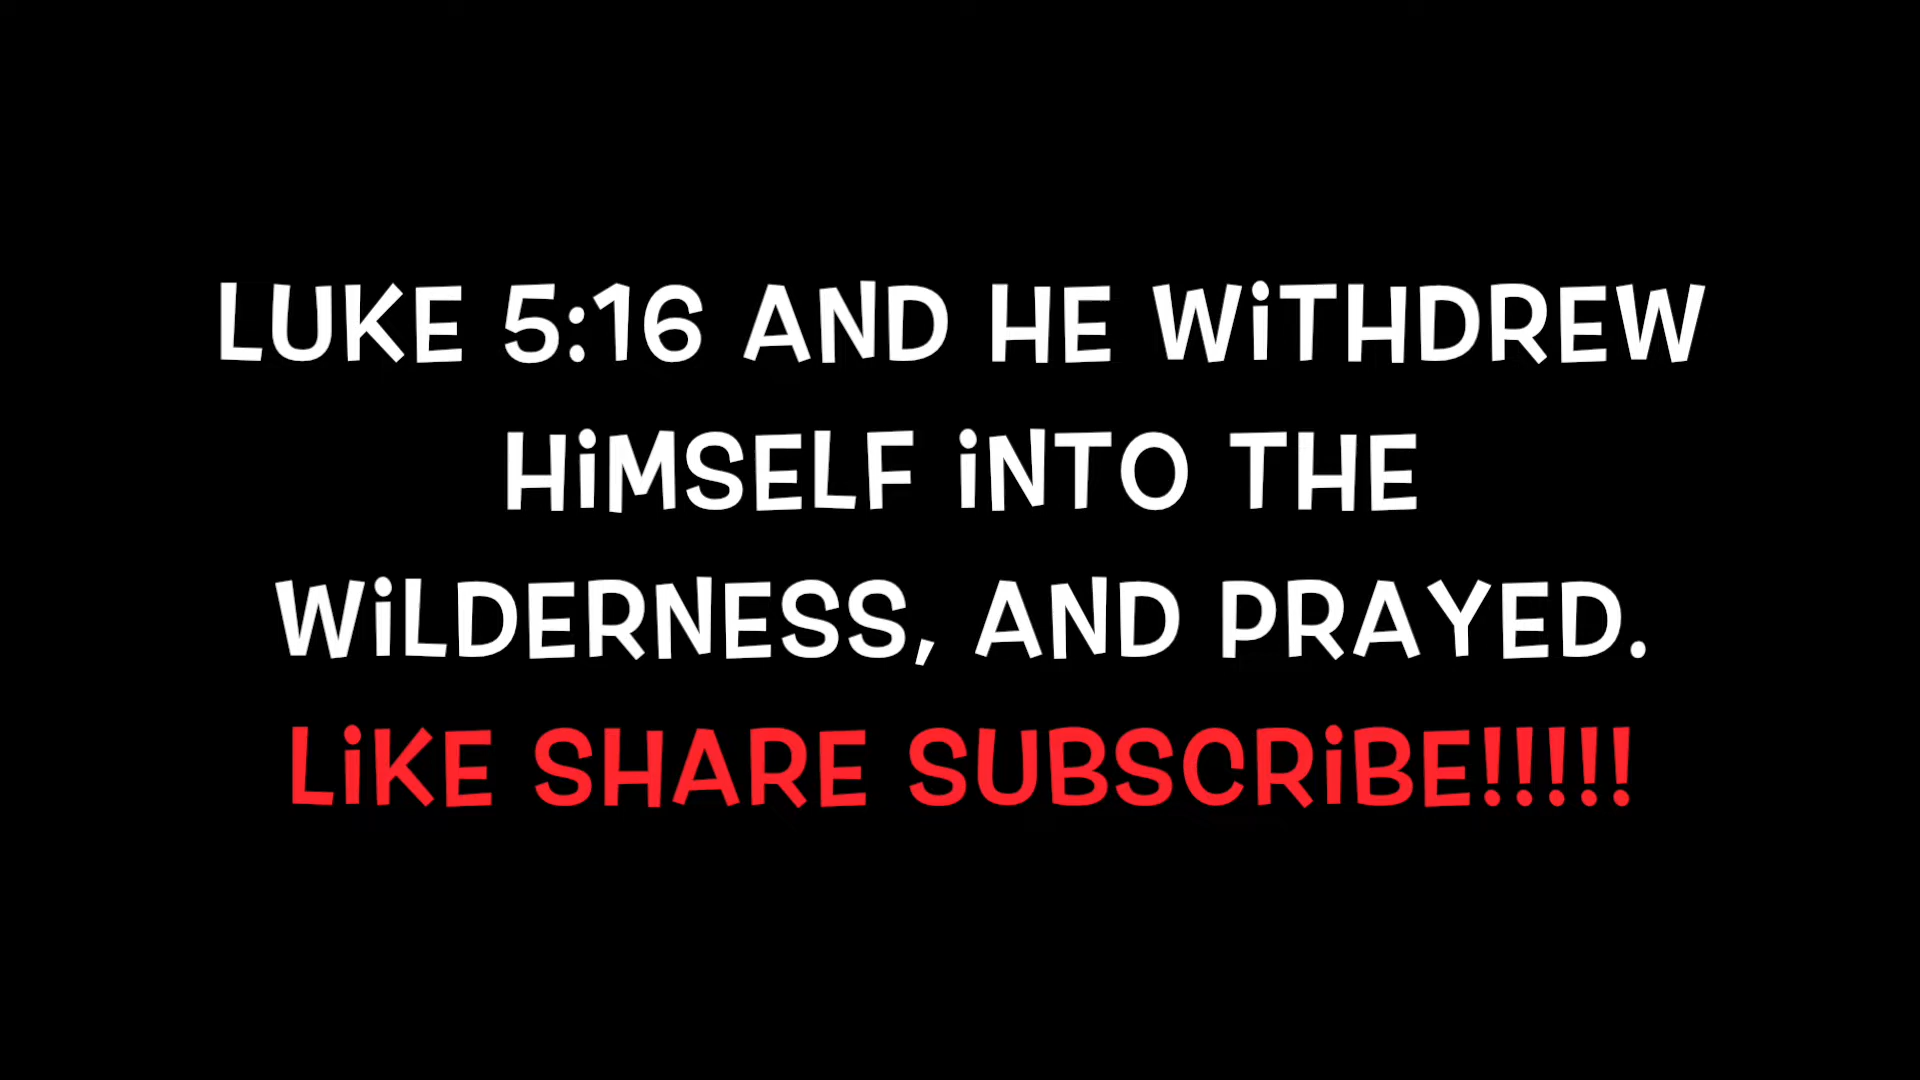 LUKE 5:16 AND HE WiTHDREW
HiMSELF iNTO THE
WiLDERNESS, AND PRAYED.
LiKE SHARE SUBSCRiBE!!!!!